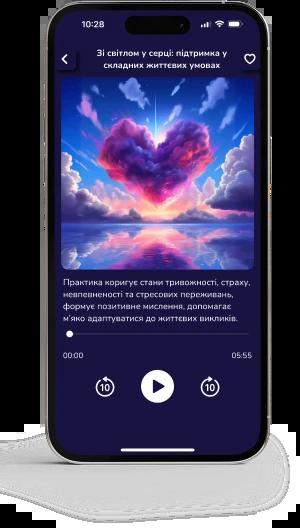 10:28
Зі світлом у серці: підтримка у
складних життєвих умовах
Практика коригує стани тривожності, страху,
невпевненості та стресових переживань,
формує позитивне мислення, допомагає
м'яко адаптуватися до життєвих викликів.
00:00 05:55
10 10